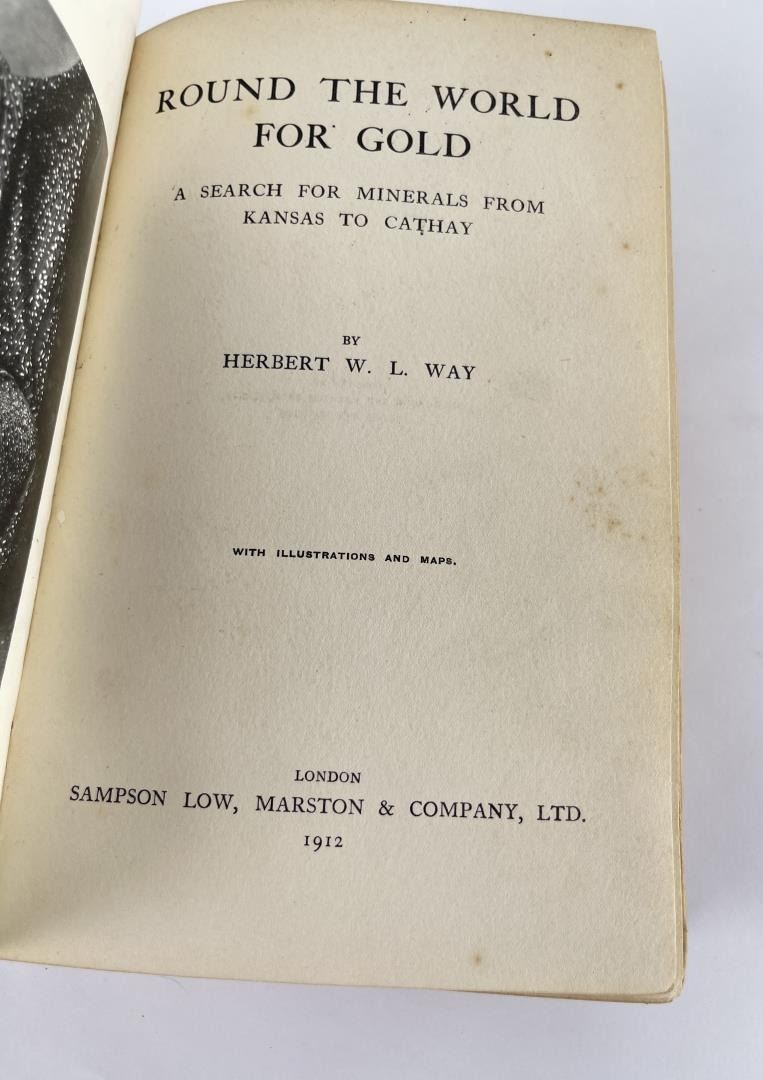 ROUND THE WORLD
FOR GOLD
A SEARCH FOR MINERALS FROM
KANSAS TO CATHAY
BY
HERBERT W. L. WAY
WITH ILLUSTRATIONS AND MAPS.
LONDON
SAMPSON LOW, MARSTON & COMPANY, LTD.
1912